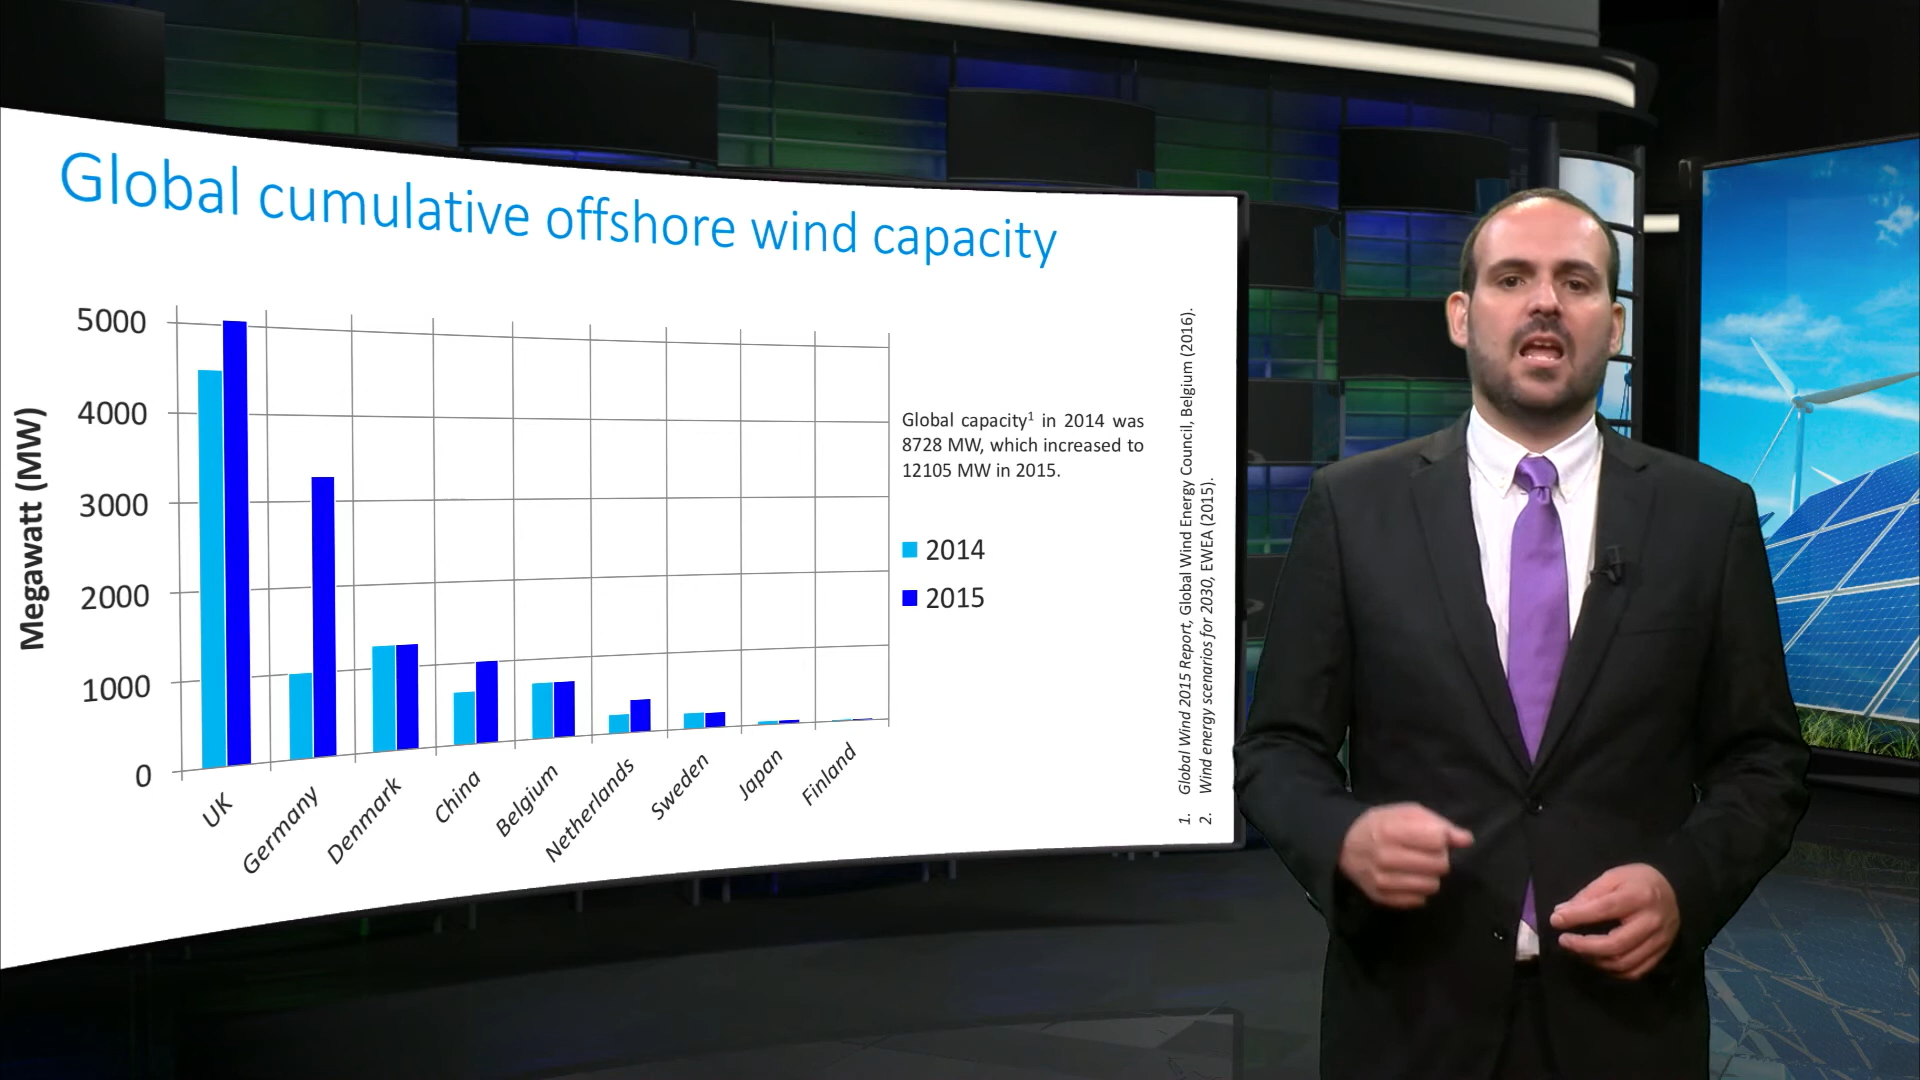 Global cumulative offshore wind capacity
Megawatt (MW)
5000
4000
3000
2000
1000
0
UK
Germany
Denmark
China
Belgium
Netherlands
Sweden
Japan
Finland
Global capacity¹ in 2014 was
8728 MW, which increased to
12105 MW in 2015.
2014
2015
1. Global Wind 2015 Report, Global Wind Energy Council, Belgium (2016).
2. Wind energy scenarios for 2030, EWEA (2015).